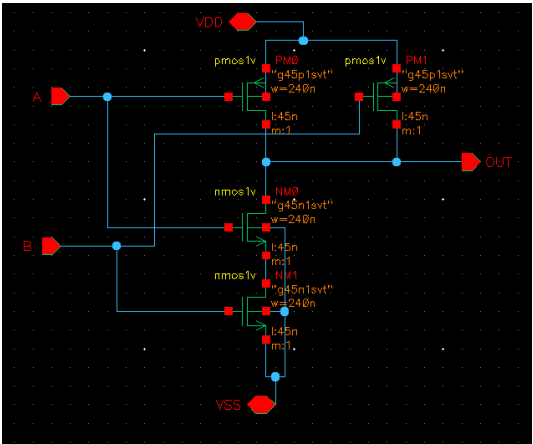 VDD
pmos1v PM0
"g45p1svt"
w=240n
l:45n
m:1
pmos1v PM1
"g45p1svt"
w=240n
l:45n
m:1
A
OUT
nmos1v NM0
"g45n1svt"
w=240n
l:45n
m:1
B
nmos1v NM1
"g45n1svt"
w=240n
l:45n
m:1
VSS